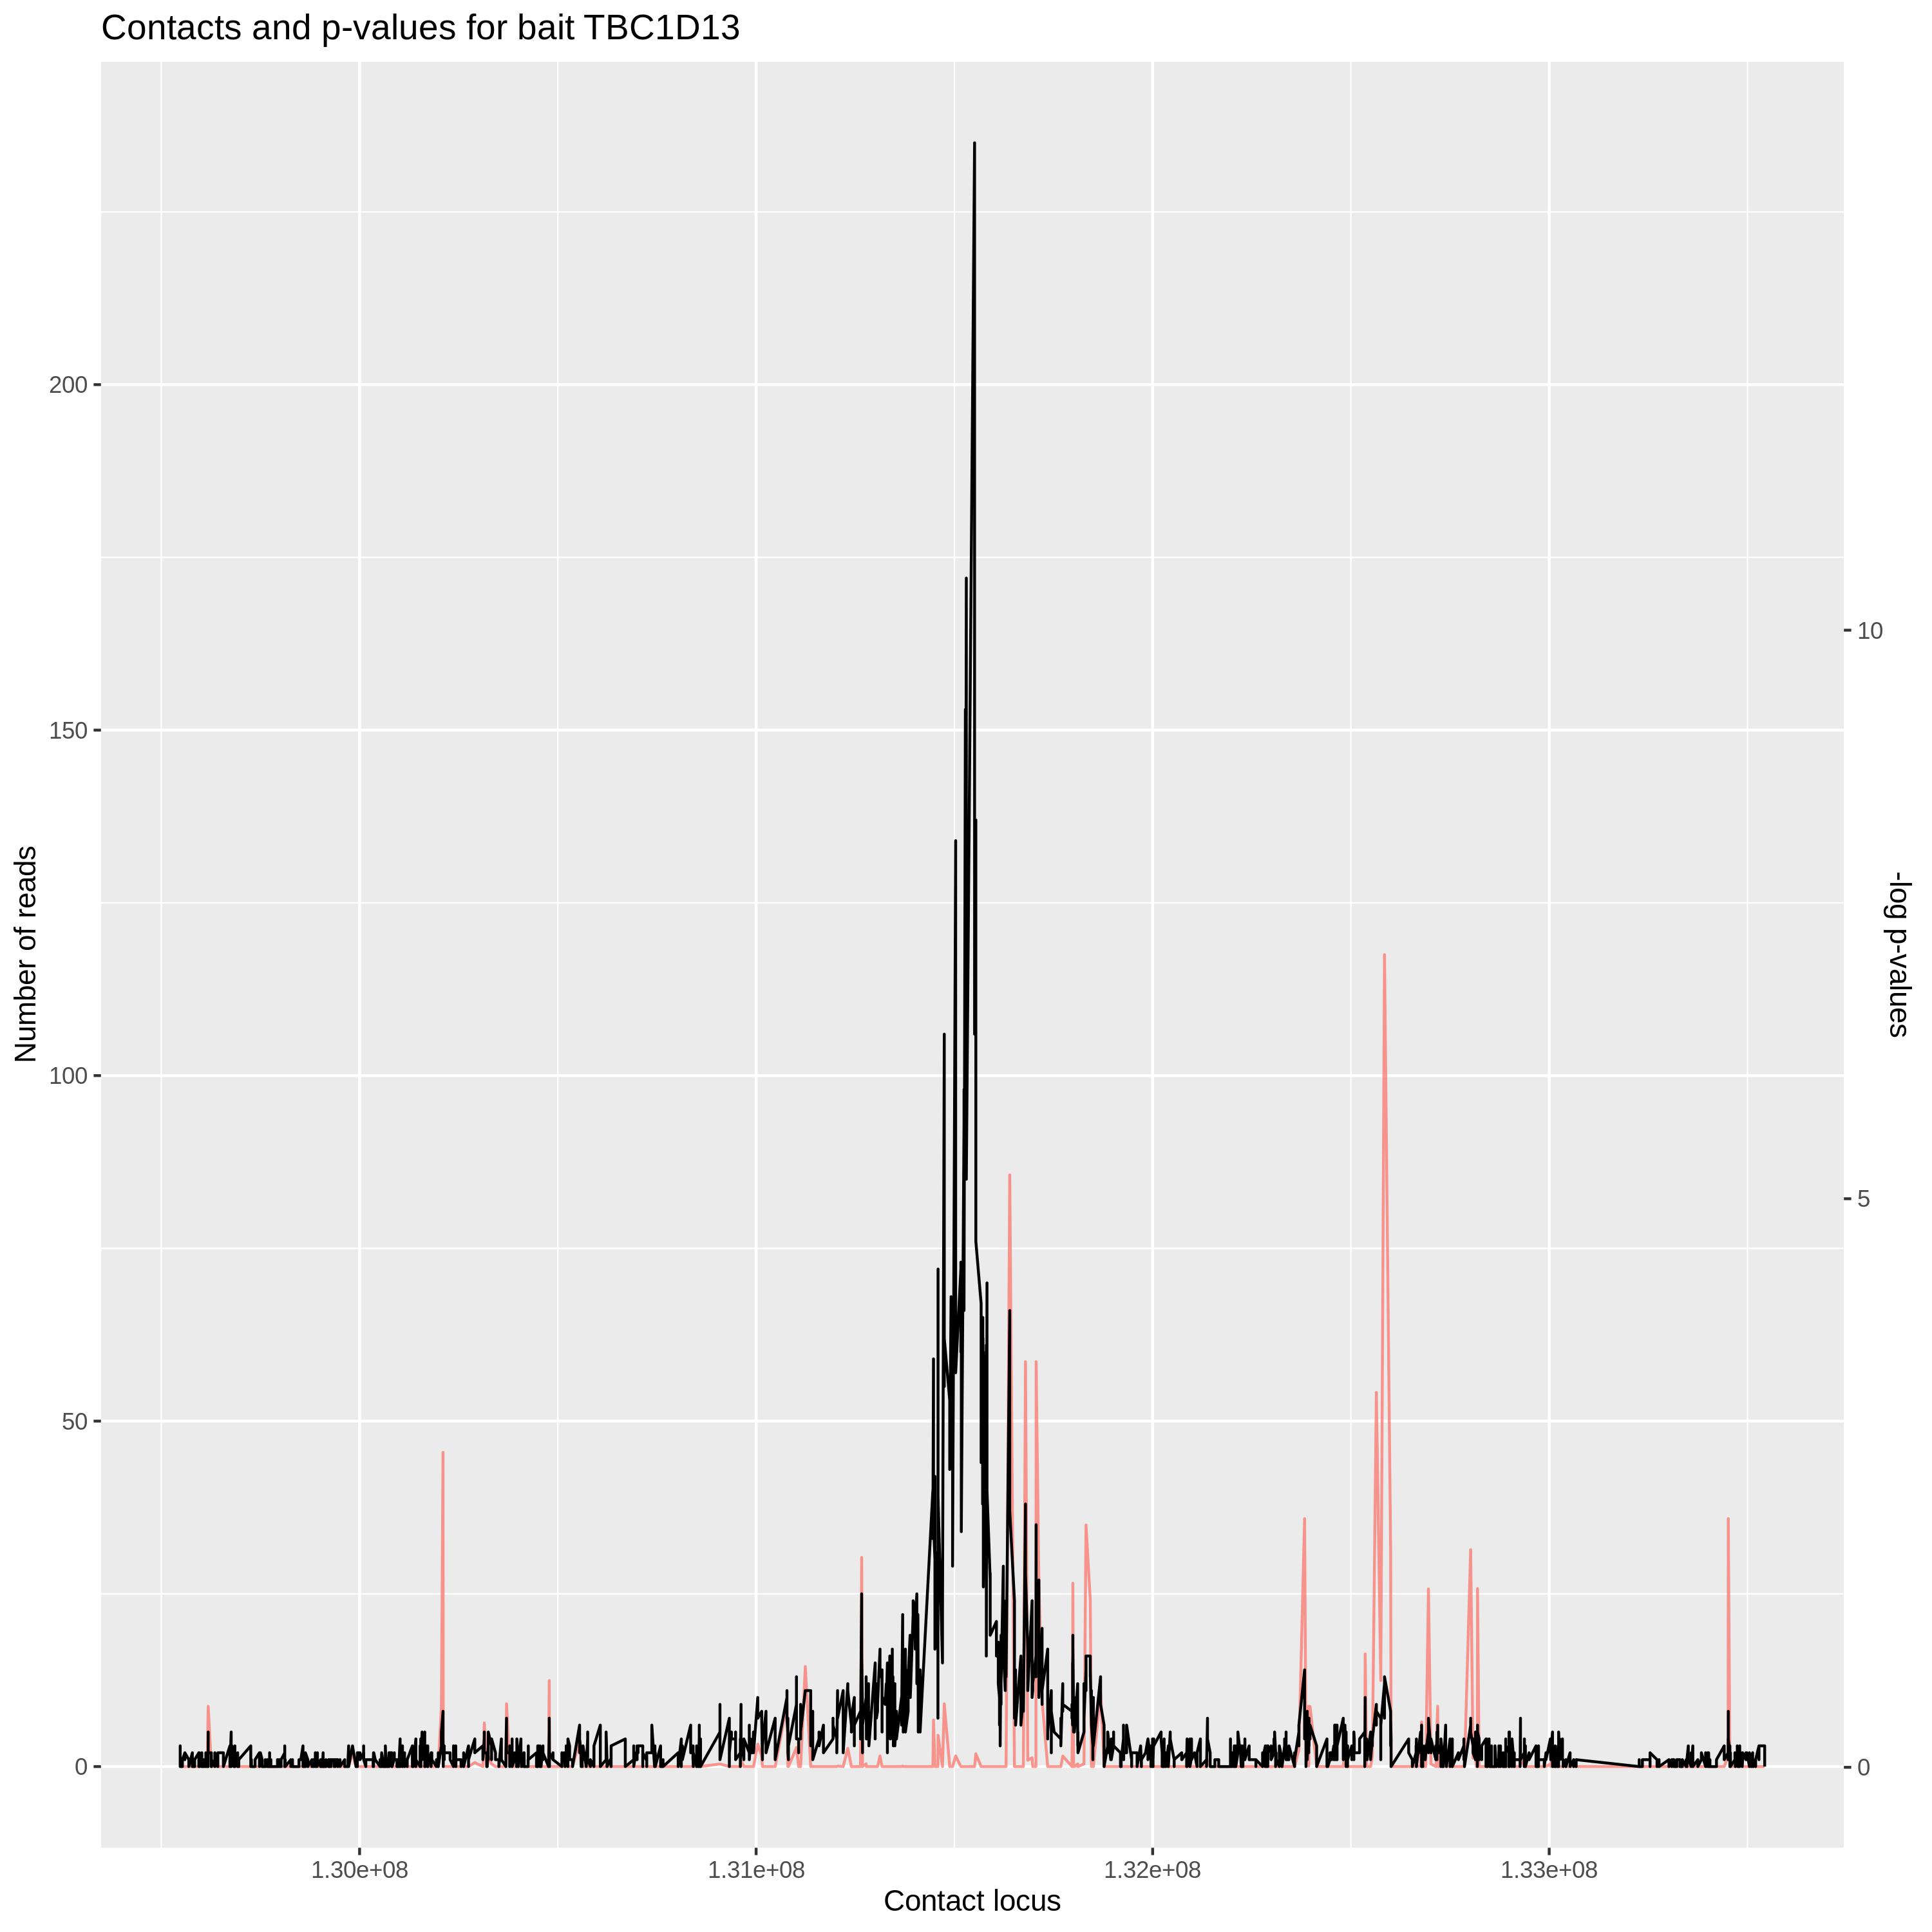 Contacts and p-values for bait TBC1D13
200
150
100
50
0
Number of reads
10
5
0
-log p-values
1.30e+08
1.31e+08
1.32e+08
1.33e+08
Contact locus